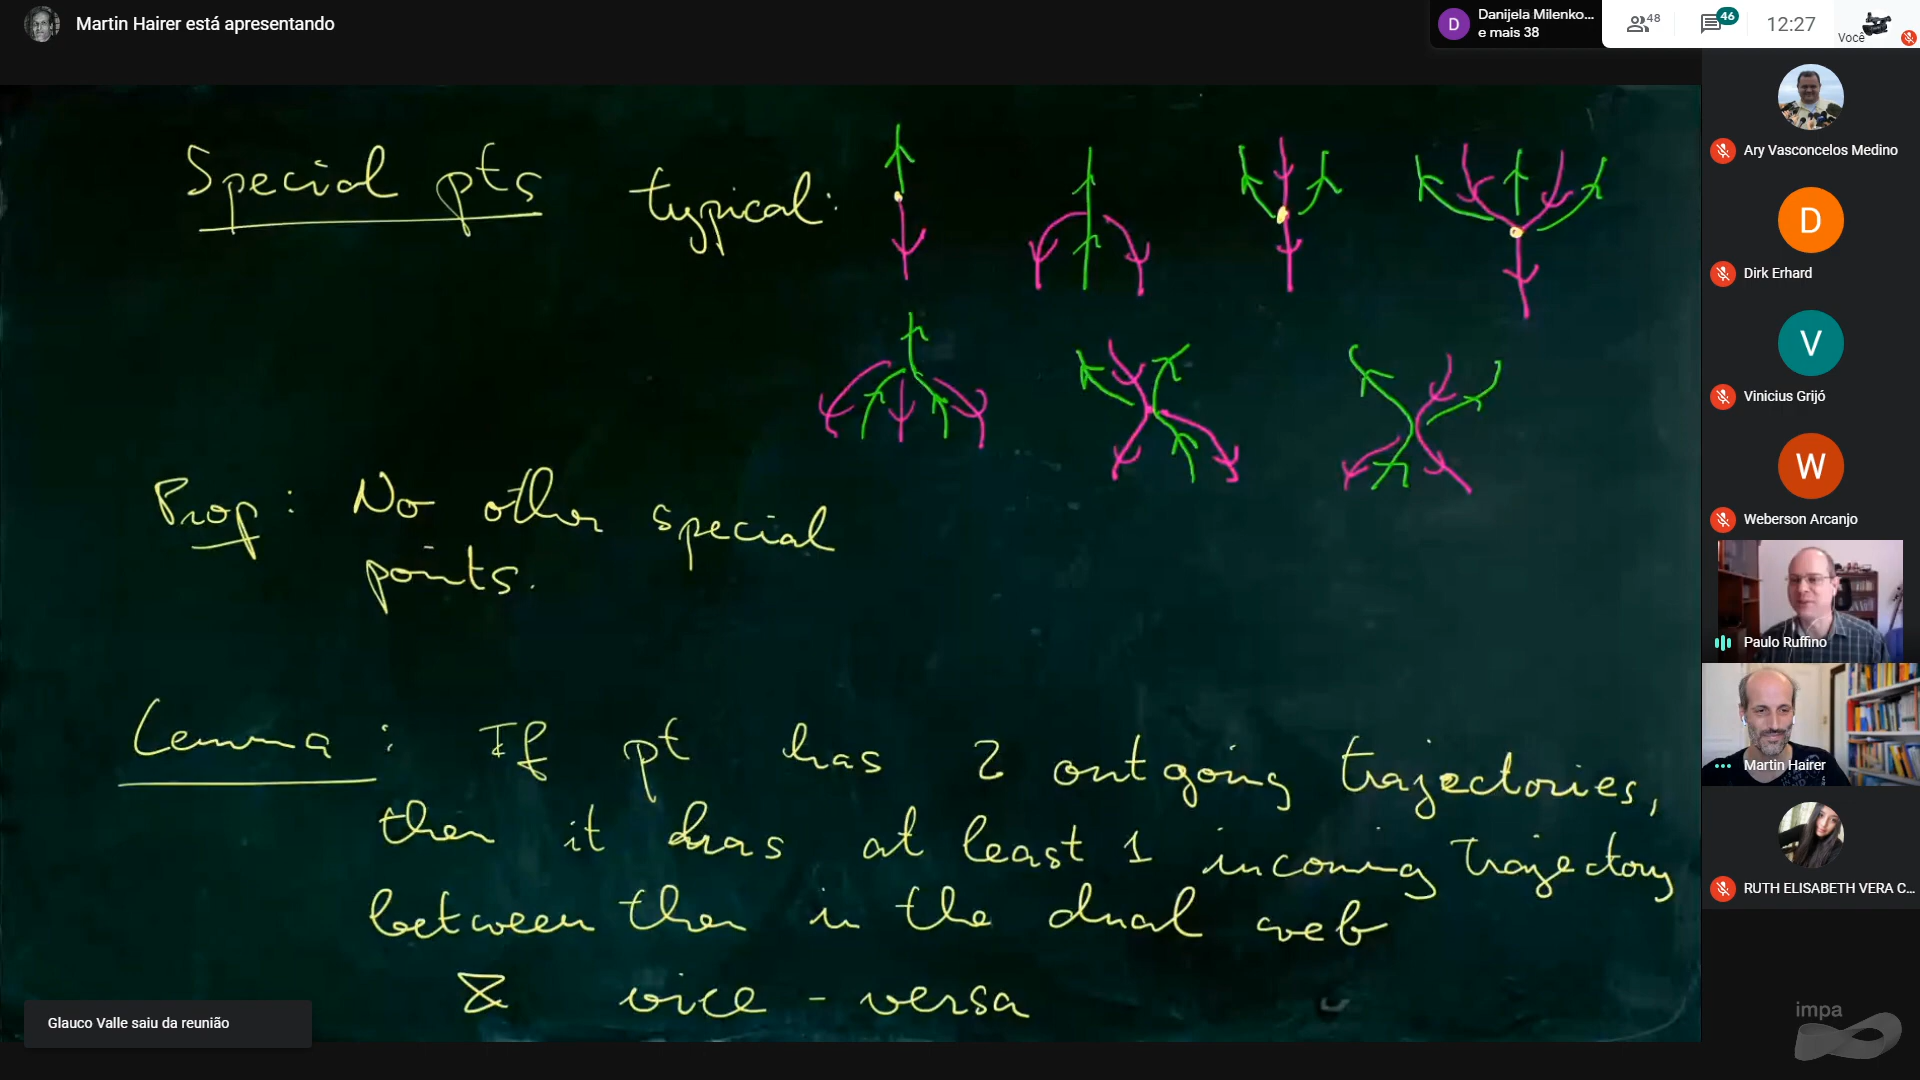 Martin Hairer está apresentando
D
Danijela Milenko...
e mais 38
48
46
12:27
Você
Special pts typical:
Prop: No other special
points.
Lemma: If pt has 2 outgoing trajectories,
then it has at least 1 incoming trajectory
between then in the dual web
& vice-versa
Ary Vasconcelos Medino
D
Dirk Erhard
V
Vinicius Grijó
W
Weberson Arcanjo
Paulo Ruffino
Martin Hairer
RUTH ELISABETH VERA C...
Glauco Valle saiu da reunião
impa